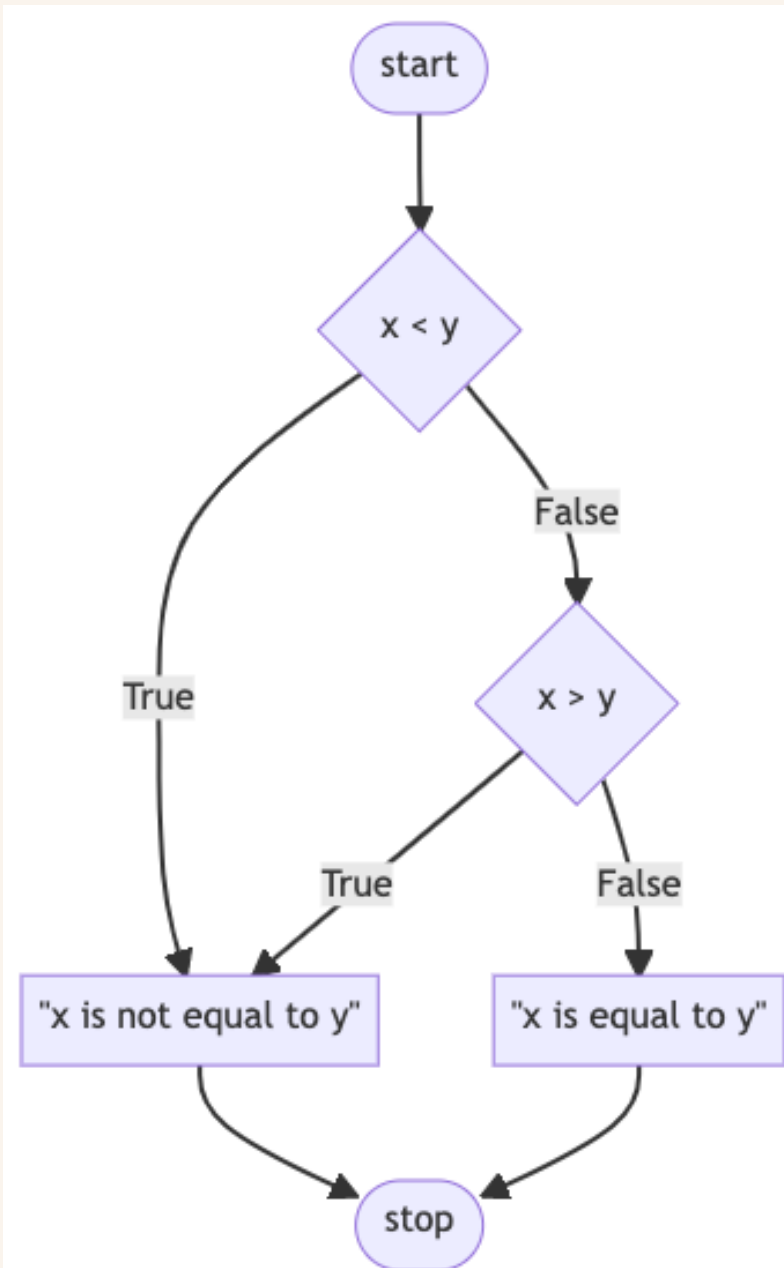 start
x < y
False
True
x > y
True
False
"x is not equal to y"
"x is equal to y"
stop